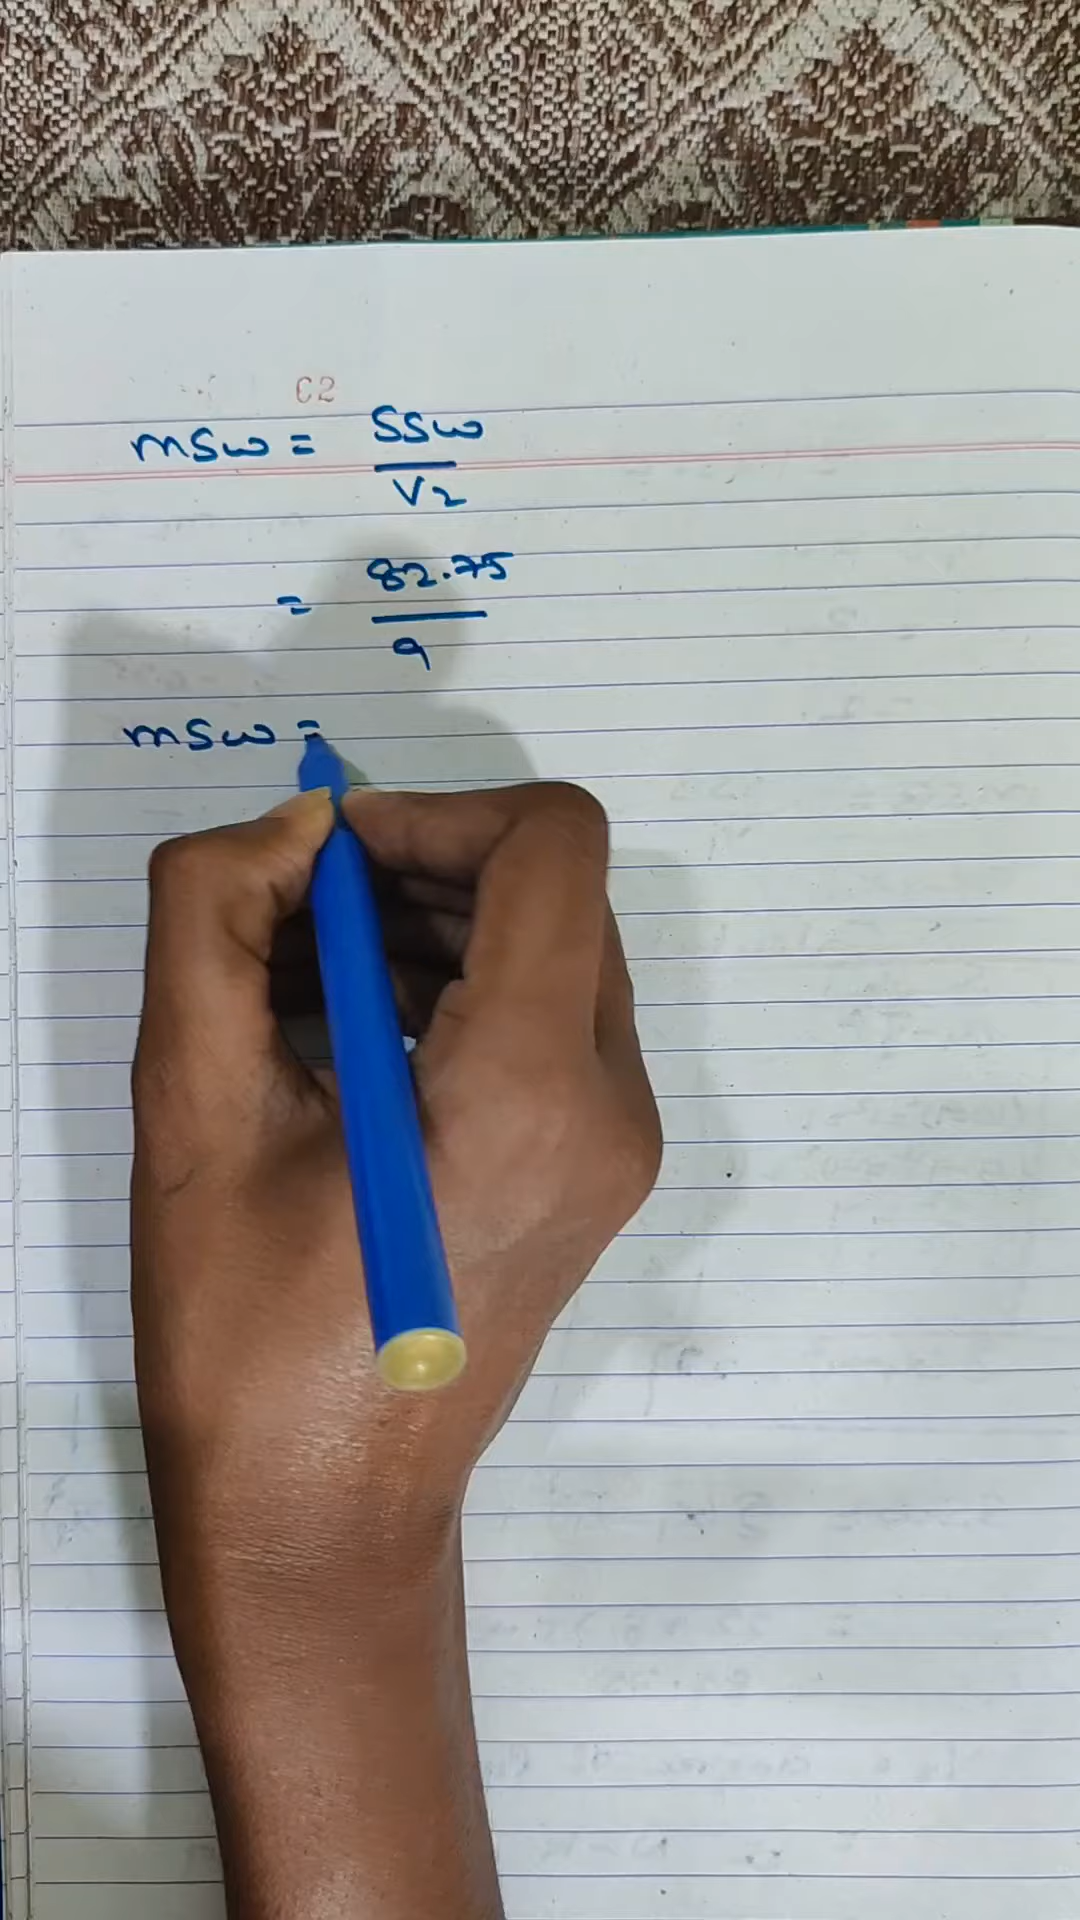 C2
mSw = SSw
V2
= 82.75
9
mSw =